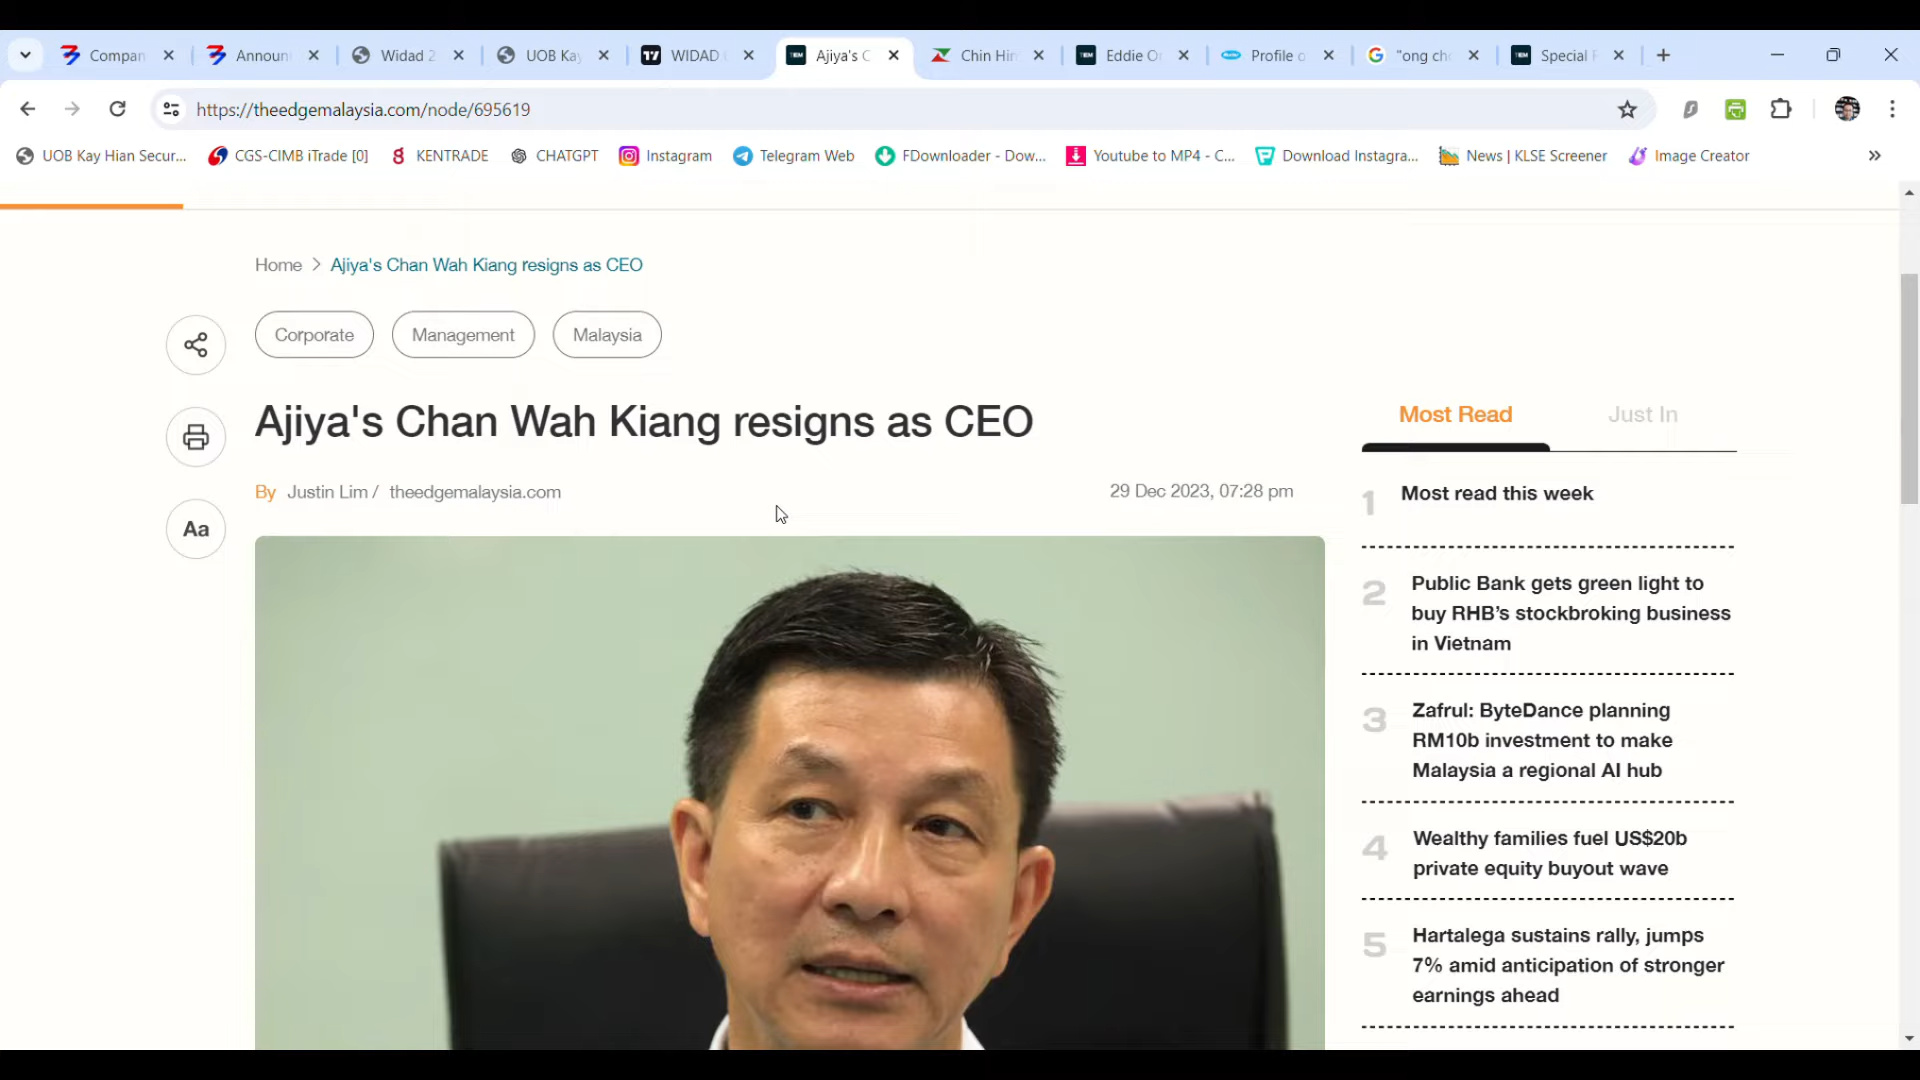 Compan
Announ
Widad 2
UOB Kay
WIDAD
Ajiya's C
Chin Hin
Eddie O
Profile o
"ong cho
Special
https://theedgemalaysia.com/node/695619
UOB Kay Hian Secur...
CGS-CIMB iTrade [0]
KENTRADE
CHATGPT
Instagram
Telegram Web
FDownloader - Dow...
Youtube to MP4 - C...
Download Instagra...
News | KLSE Screener
Image Creator
Home > Ajiya's Chan Wah Kiang resigns as CEO
Corporate
Management
Malaysia
Ajiya's Chan Wah Kiang resigns as CEO
By Justin Lim / theedgemalaysia.com
29 Dec 2023, 07:28 pm
Aa
Most Read
Just In
1 Most read this week
2 Public Bank gets green light to
buy RHB’s stockbroking business
in Vietnam
3 Zafrul: ByteDance planning
RM10b investment to make
Malaysia a regional AI hub
4 Wealthy families fuel US$20b
private equity buyout wave
5 Hartalega sustains rally, jumps
7% amid anticipation of stronger
earnings ahead